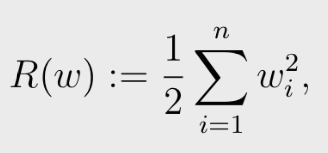 R(w) := \frac{1}{2} \sum_{i=1}^{n} w_i^2,